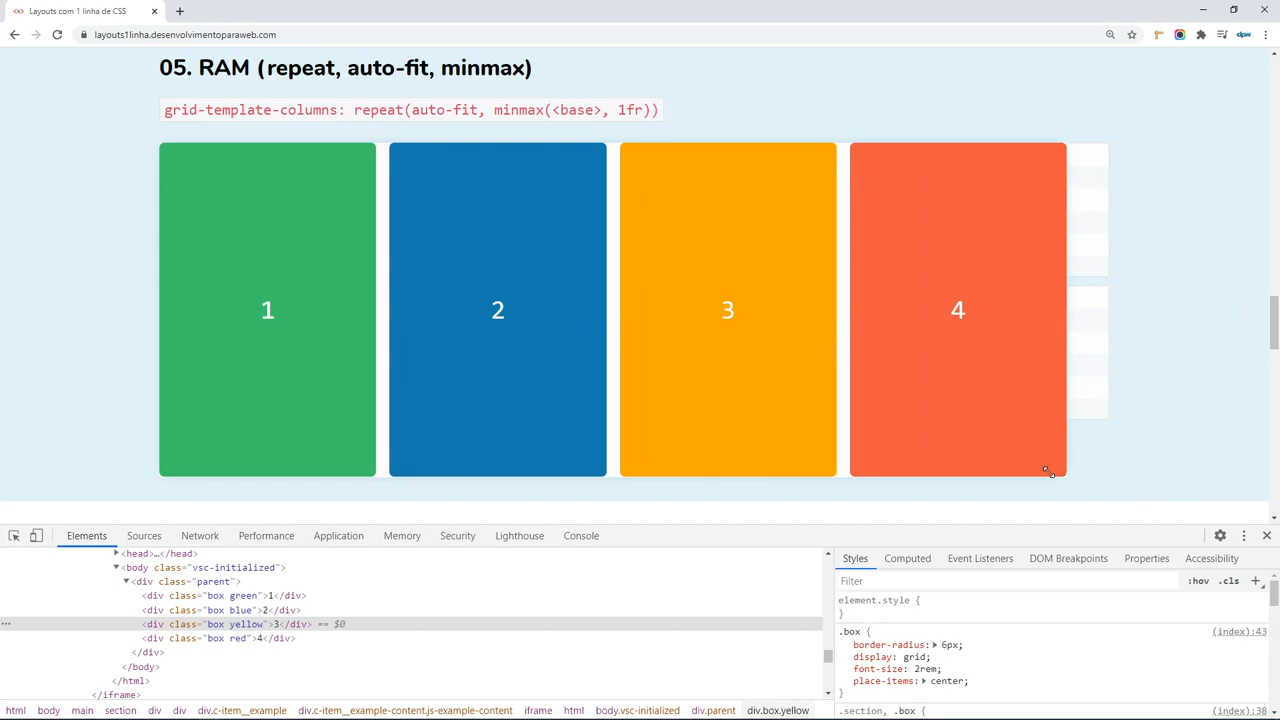 Layouts com 1 linha de CSS
layouts1linha.desenvolvimentoparaweb.com
dpw
05. RAM (repeat, auto-fit, minmax)
grid-template-columns: repeat(auto-fit, minmax(<base>, 1fr))
1
2
3
4
Elements
Sources
Network
Performance
Application
Memory
Security
Lighthouse
Console
<head>…</head>
<body class="vsc-initialized">
<div class="parent">
<div class="box green">1</div>
<div class="box blue">2</div>
<div class="box yellow">3</div> == $0
<div class="box red">4</div>
</div>
</body>
</html>
</iframe>
html body main section div div div.c-item__example div.c-item__example-content.js-example-content iframe html body.vsc-initialized div.parent div.box.yellow
Styles
Computed
Event Listeners
DOM Breakpoints
Properties
Accessibility
Filter
:hov .cls
element.style {
}
.box { (index):43
border-radius: 6px;
display: grid;
font-size: 2rem;
place-items: center;
}
.section, .box { (index):38